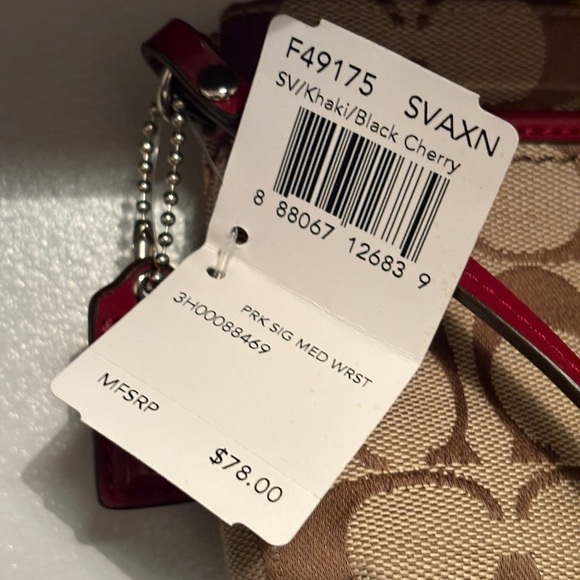 F49175 SVAXN
SV/Khaki/Black Cherry
8 88067 12683 9
PRK SIG MED WRST
3H00088469
MFSRP
$78.00